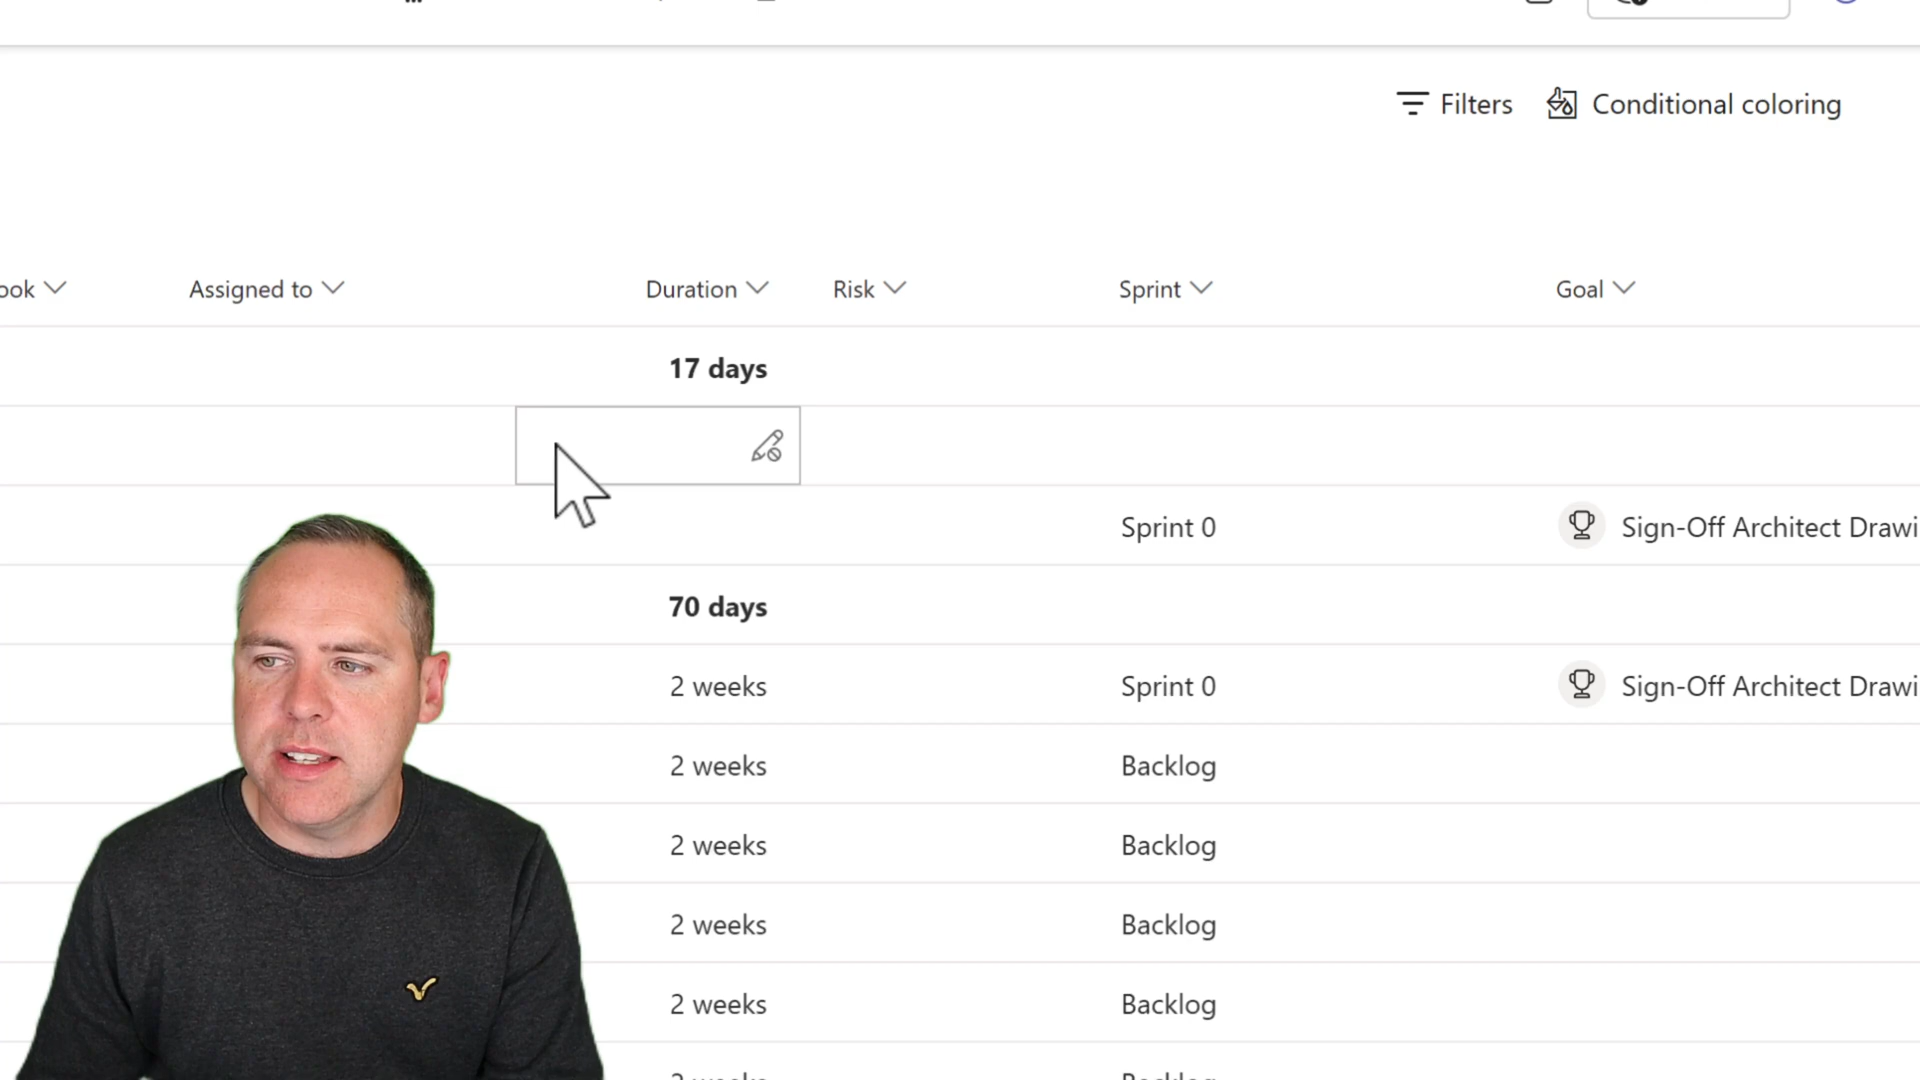 Filters Conditional coloring
ook Assigned to Duration Risk Sprint Goal
17 days
Sprint 0 Sign-Off Architect Drawi
70 days
2 weeks Sprint 0 Sign-Off Architect Drawi
2 weeks Backlog
2 weeks Backlog
2 weeks Backlog
2 weeks Backlog